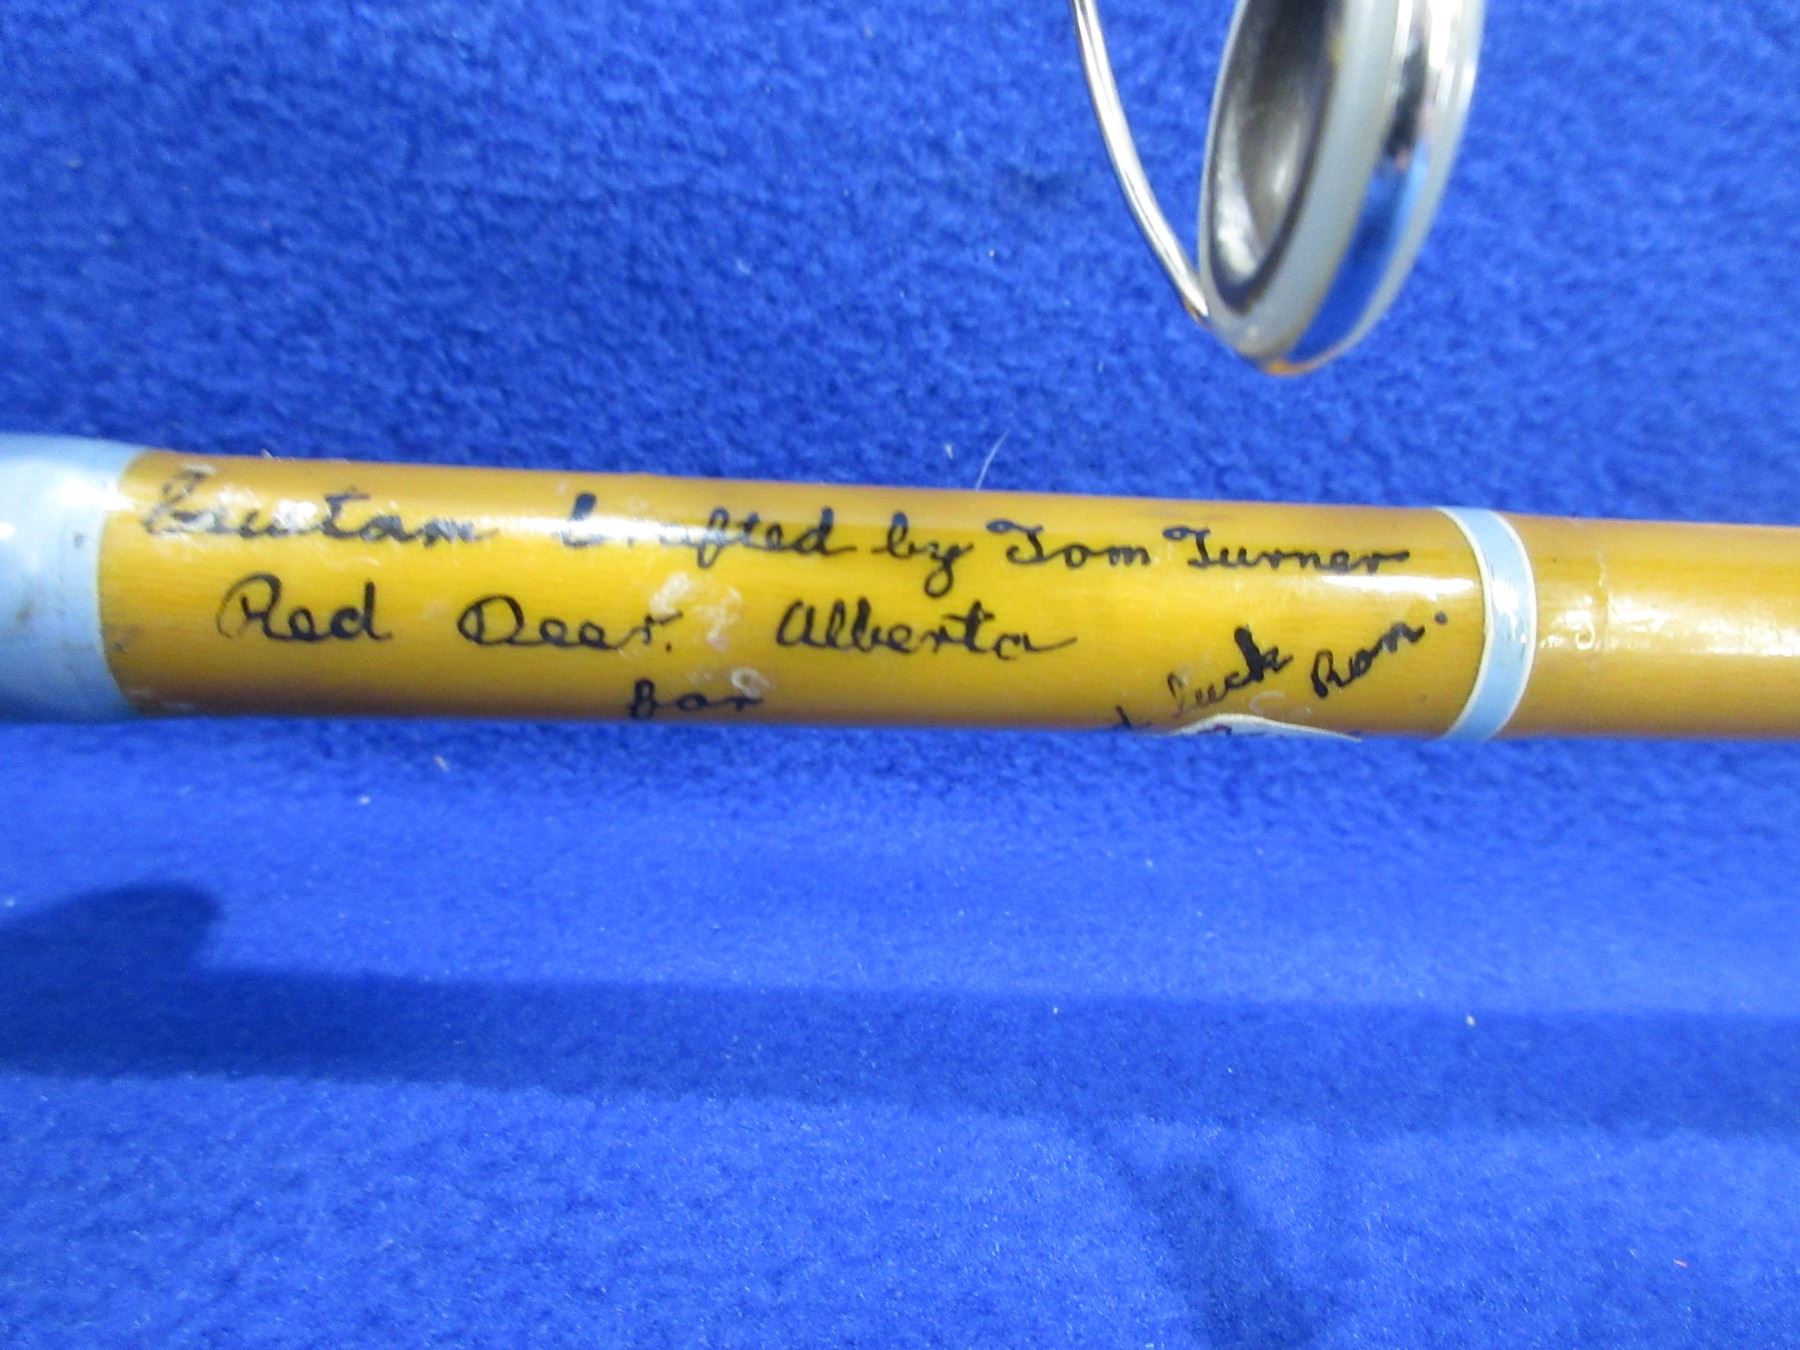 Custom Crafted by Tom Turner
Red Deer. Alberta
for
luck Ron.